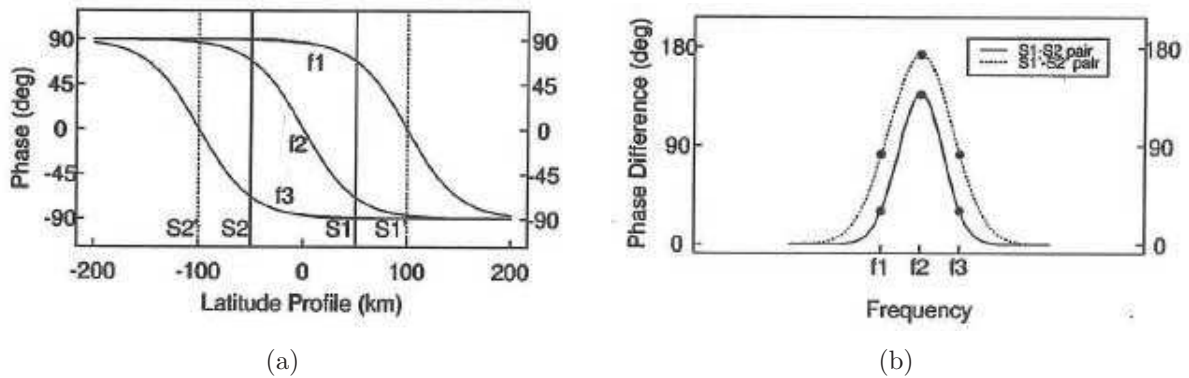 90
45
0
-45
-90
Phase (deg)
90
45
0
-45
-90
f1
f2
f3
S2'
S2
S1
S1'
-200
-100
0
100
200
Latitude Profile (km)
(a)
180
90
0
Phase Difference (deg)
180
90
0
S1-S2 pair
S1'-S2' pair
f1
f2
f3
Frequency
(b)